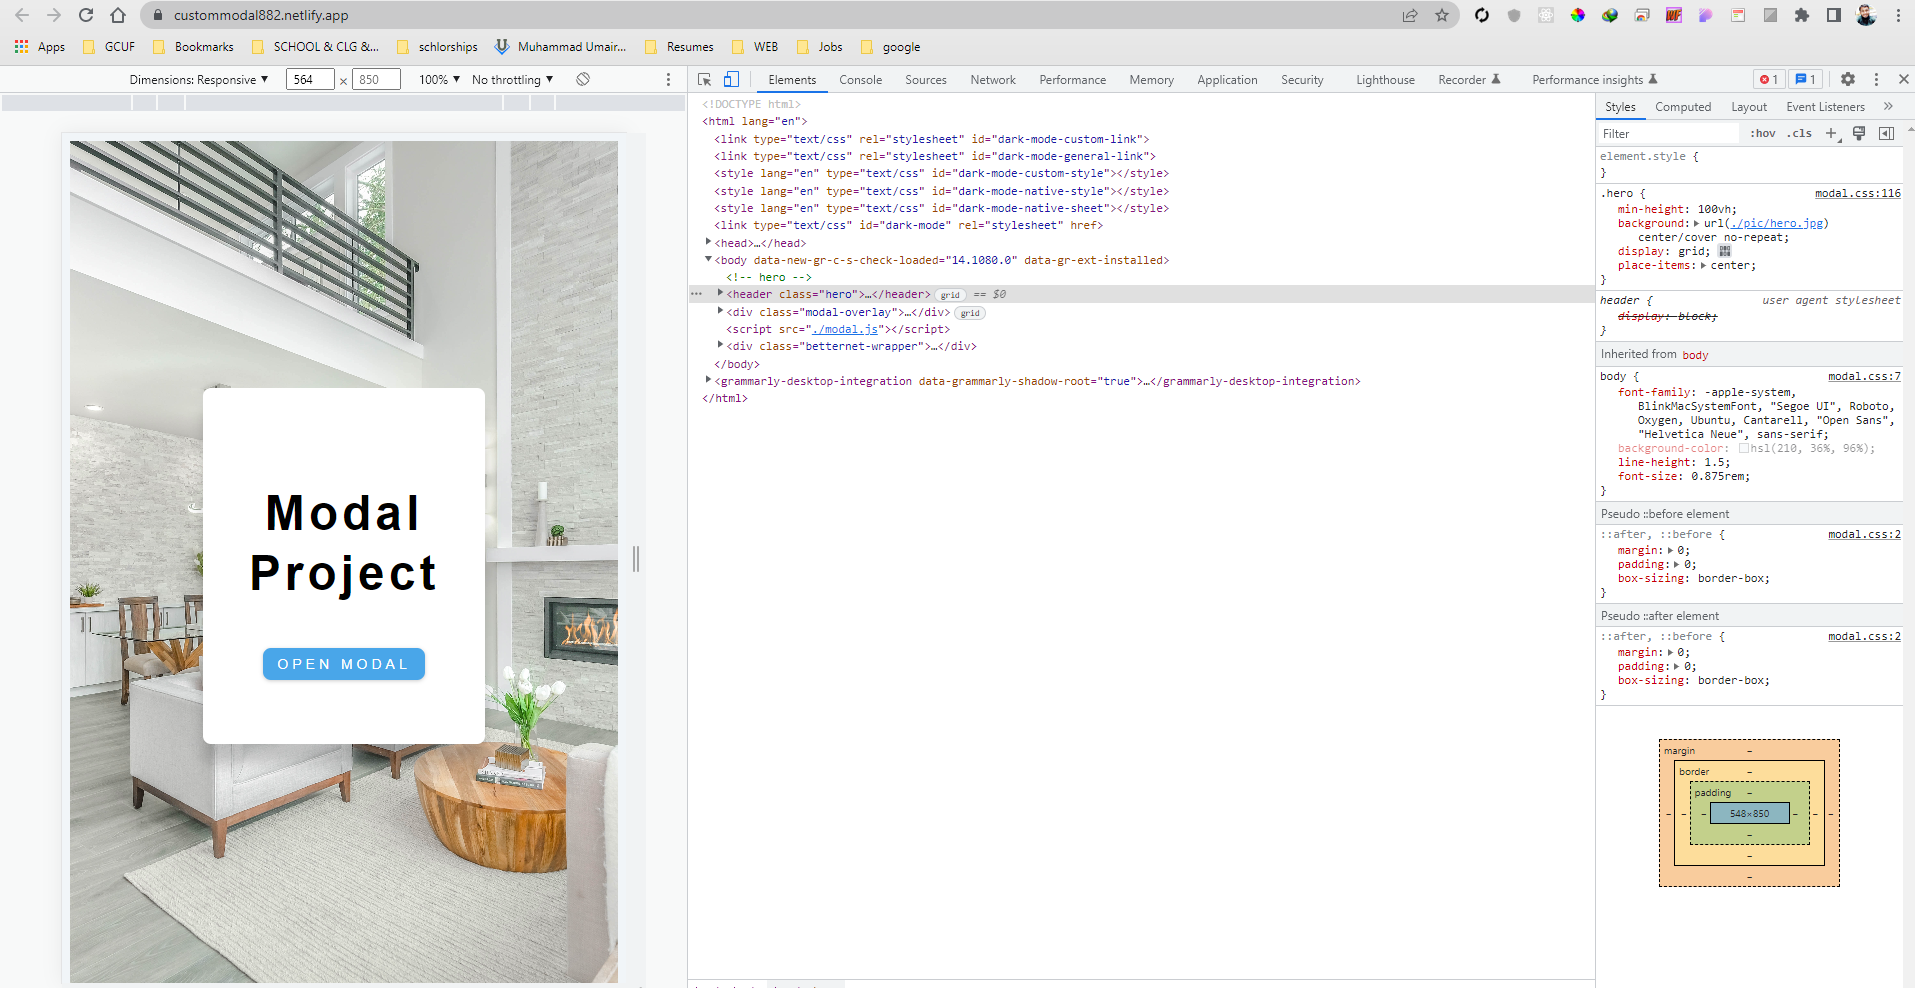 custommodal882.netlify.app
Apps GCUF Bookmarks SCHOOL & CLG &... schlorships Muhammad Umair... Resumes WEB Jobs google
Dimensions: Responsive ▼ 564 × 850 100% ▼ No throttling ▼
Elements Console Sources Network Performance Memory Application Security Lighthouse Recorder Performance insights 1 1
Modal
Project
OPEN MODAL
<!DOCTYPE html>
<html lang="en">
<link type="text/css" rel="stylesheet" id="dark-mode-custom-link">
<link type="text/css" rel="stylesheet" id="dark-mode-general-link">
<style lang="en" type="text/css" id="dark-mode-custom-style"></style>
<style lang="en" type="text/css" id="dark-mode-native-style"></style>
<style lang="en" type="text/css" id="dark-mode-native-sheet"></style>
<link type="text/css" id="dark-mode" rel="stylesheet" href>
<head>…</head>
<body data-new-gr-c-s-check-loaded="14.1080.0" data-gr-ext-installed>
<!-- hero -->
<header class="hero">…</header> grid == $0
<div class="modal-overlay">…</div> grid
<script src="./modal.js"></script>
<div class="betternet-wrapper">…</div>
</body>
<grammarly-desktop-integration data-grammarly-shadow-root="true">…</grammarly-desktop-integration>
</html>
Styles Computed Layout Event Listeners »
Filter :hov .cls +
element.style {
}
.hero { modal.css:116
min-height: 100vh;
background: url(./pic/hero.jpg)
center/cover no-repeat;
display: grid;
place-items: center;
}
header { user agent stylesheet
display: block;
}
Inherited from body
body { modal.css:7
font-family: -apple-system,
BlinkMacSystemFont, "Segoe UI", Roboto,
Oxygen, Ubuntu, Cantarell, "Open Sans",
"Helvetica Neue", sans-serif;
background-color: hsl(210, 36%, 96%);
line-height: 1.5;
font-size: 0.875rem;
}
Pseudo ::before element
::after, ::before { modal.css:2
margin: 0;
padding: 0;
box-sizing: border-box;
}
Pseudo ::after element
::after, ::before { modal.css:2
margin: 0;
padding: 0;
box-sizing: border-box;
}
margin –
border –
padding –
– – – 548×850 – – –
–
–
–